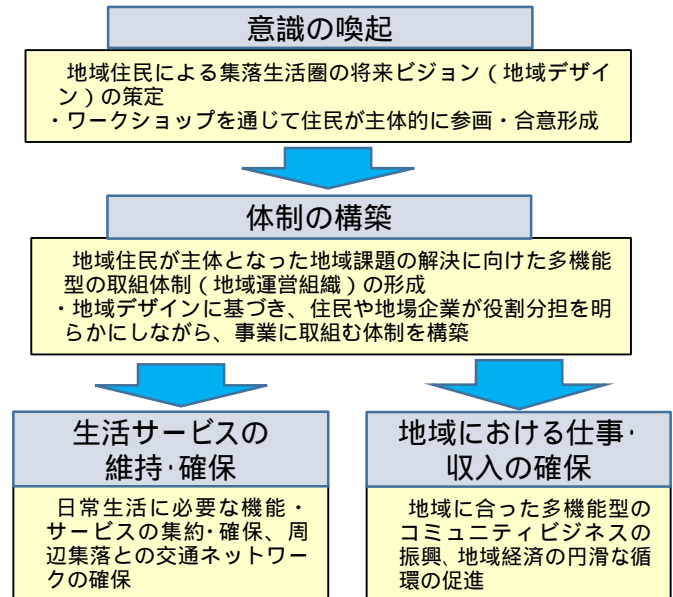 意識の喚起
地域住民による集落生活圏の将来ビジョン(地域デザイ
ン)の策定
・ワークショップを通じて住民が主体的に参画・合意形成
体制の構築
地域住民が主体となった地域課題の解決に向けた多機能
型の取組体制(地域運営組織)の形成
・地域デザインに基づき、住民や地場企業が役割分担を明
らかにしながら、事業に取組む体制を構築
生活サービスの
維持・確保
日常生活に必要な機能・
サービスの集約・確保、周
辺集落との交通ネットワー
クの確保
地域における仕事・
収入の確保
地域に合った多機能型の
コミュニティビジネスの
振興、地域経済の円滑な循
環の促進